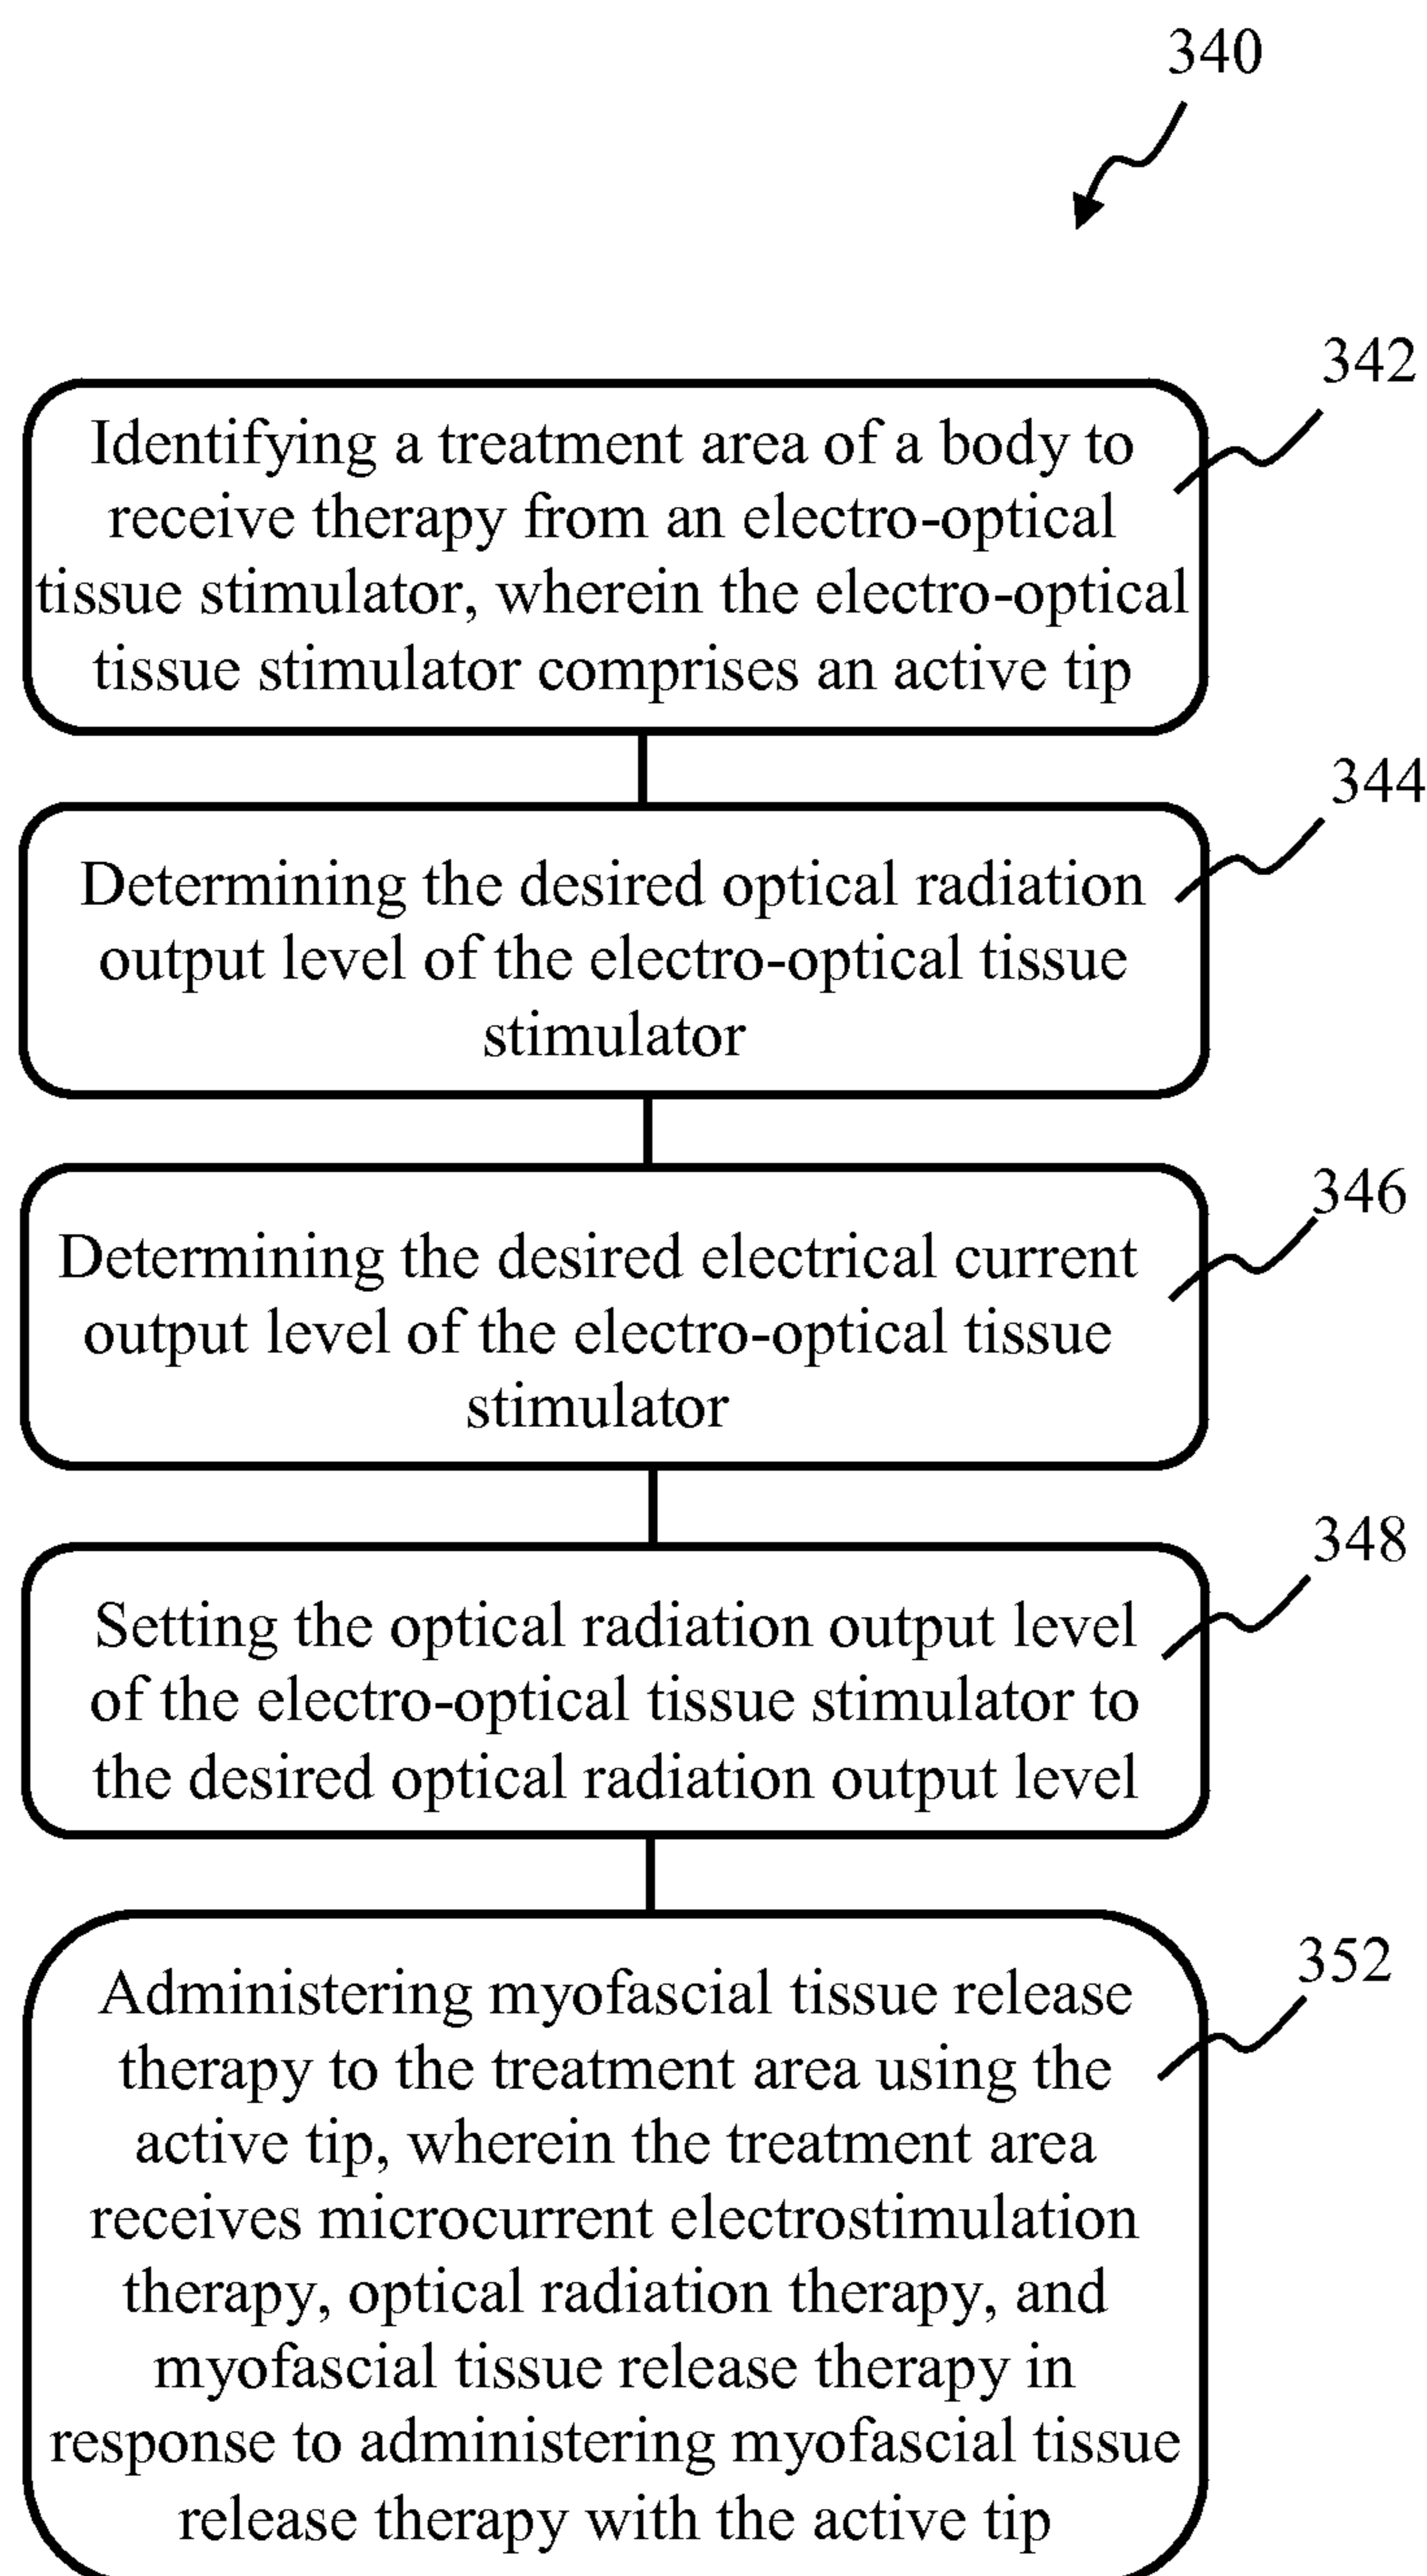 340
342
Identifying a treatment area of a body to
receive therapy from an electro-optical
tissue stimulator, wherein the electro-optical
tissue stimulator comprises an active tip
344
Determining the desired optical radiation
output level of the electro-optical tissue
stimulator
346
Determining the desired electrical current
output level of the electro-optical tissue
stimulator
348
Setting the optical radiation output level
of the electro-optical tissue stimulator to
the desired optical radiation output level
352
Administering myofascial tissue release
therapy to the treatment area using the
active tip, wherein the treatment area
receives microcurrent electrostimulation
therapy, optical radiation therapy, and
myofascial tissue release therapy in
response to administering myofascial tissue
release therapy with the active tip